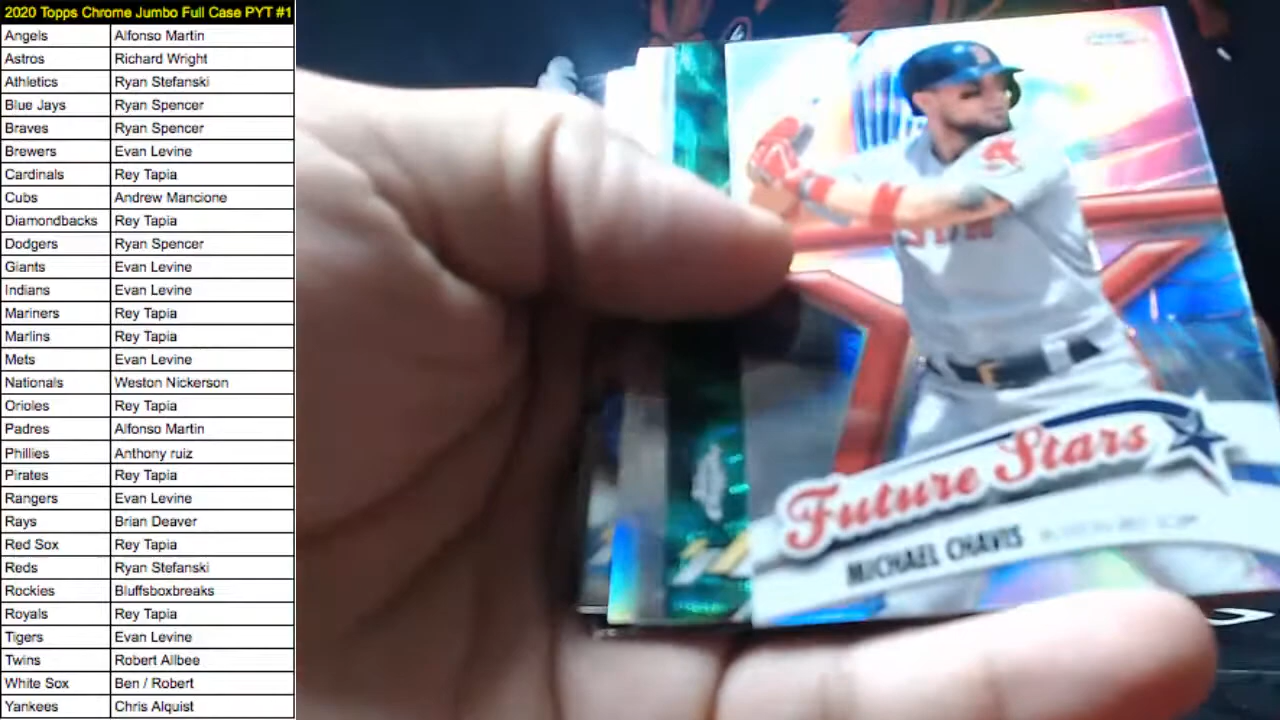 2020 Topps Chrome Jumbo Full Case PYT #1
Angels Alfonso Martin
Astros Richard Wright
Athletics Ryan Stefanski
Blue Jays Ryan Spencer
Braves Ryan Spencer
Brewers Evan Levine
Cardinals Rey Tapia
Cubs Andrew Mancione
Diamondbacks Rey Tapia
Dodgers Ryan Spencer
Giants Evan Levine
Indians Evan Levine
Mariners Rey Tapia
Marlins Rey Tapia
Mets Evan Levine
Nationals Weston Nickerson
Orioles Rey Tapia
Padres Alfonso Martin
Phillies Anthony ruiz
Pirates Rey Tapia
Rangers Evan Levine
Rays Brian Deaver
Red Sox Rey Tapia
Reds Ryan Stefanski
Rockies Bluffsboxbreaks
Royals Rey Tapia
Tigers Evan Levine
Twins Robert Allbee
White Sox Ben / Robert
Yankees Chris Alquist
Future Stars
MICHAEL CHAVIS